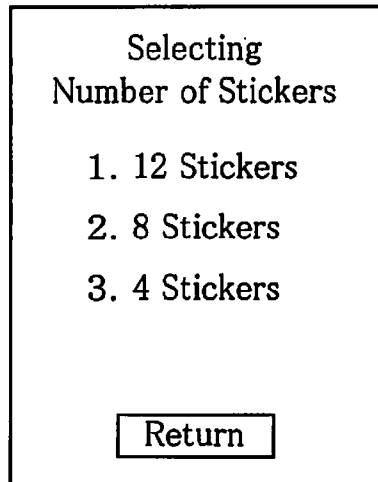 Selecting
Number of Stickers
1. 12 Stickers
2. 8 Stickers
3. 4 Stickers
Return